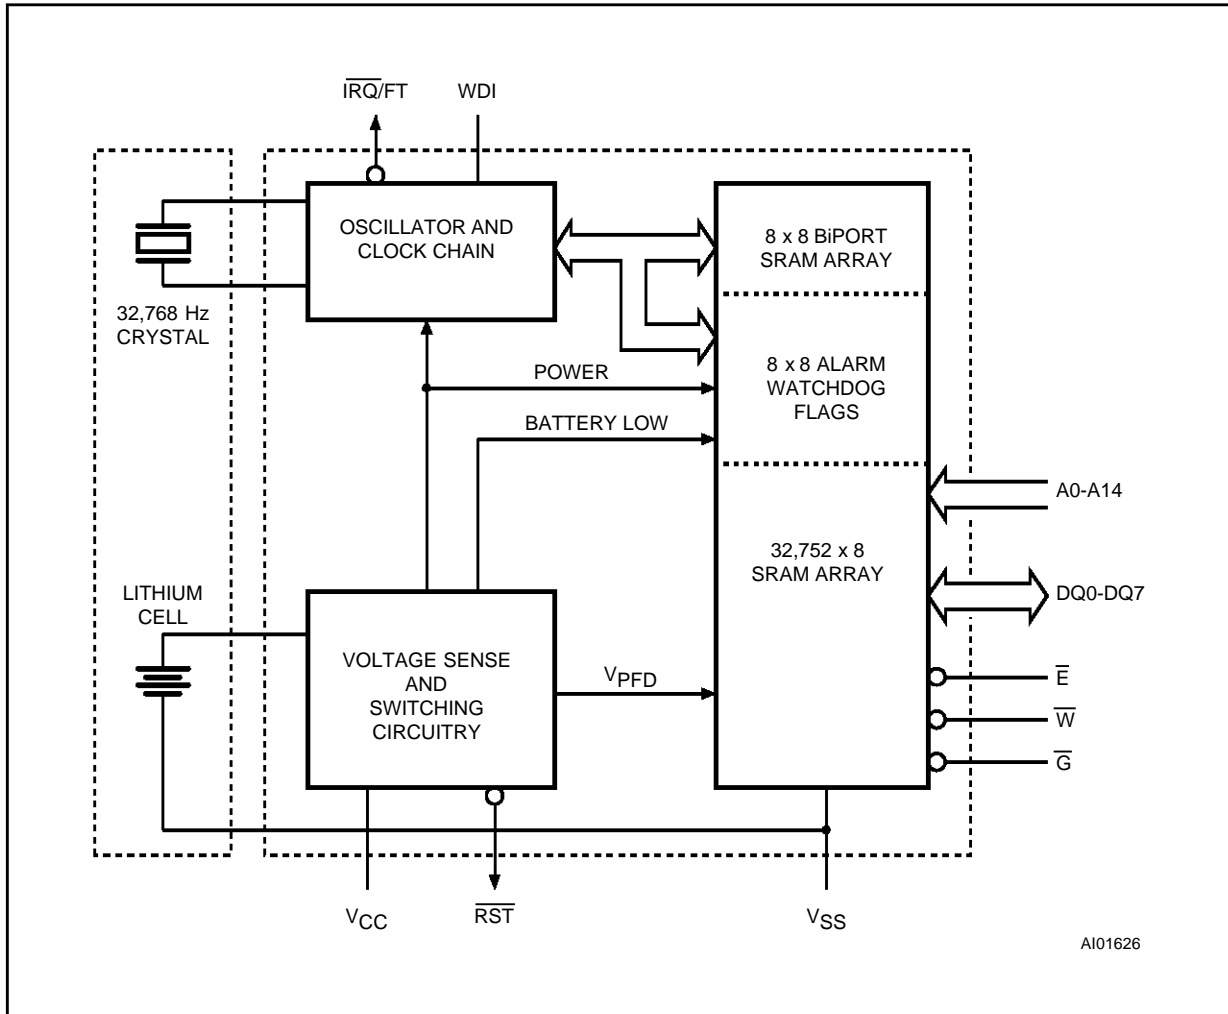 IRQ/FT
WDI
OSCILLATOR AND
CLOCK CHAIN
8 x 8 BiPORT
SRAM ARRAY
32,768 Hz
CRYSTAL
POWER
8 x 8 ALARM
WATCHDOG
FLAGS
BATTERY LOW
A0-A14
32,752 x 8
SRAM ARRAY
LITHIUM
CELL
DQ0-DQ7
VOLTAGE SENSE
AND
SWITCHING
CIRCUITRY
VPFD
E
W
G
VCC
RST
VSS
AI01626